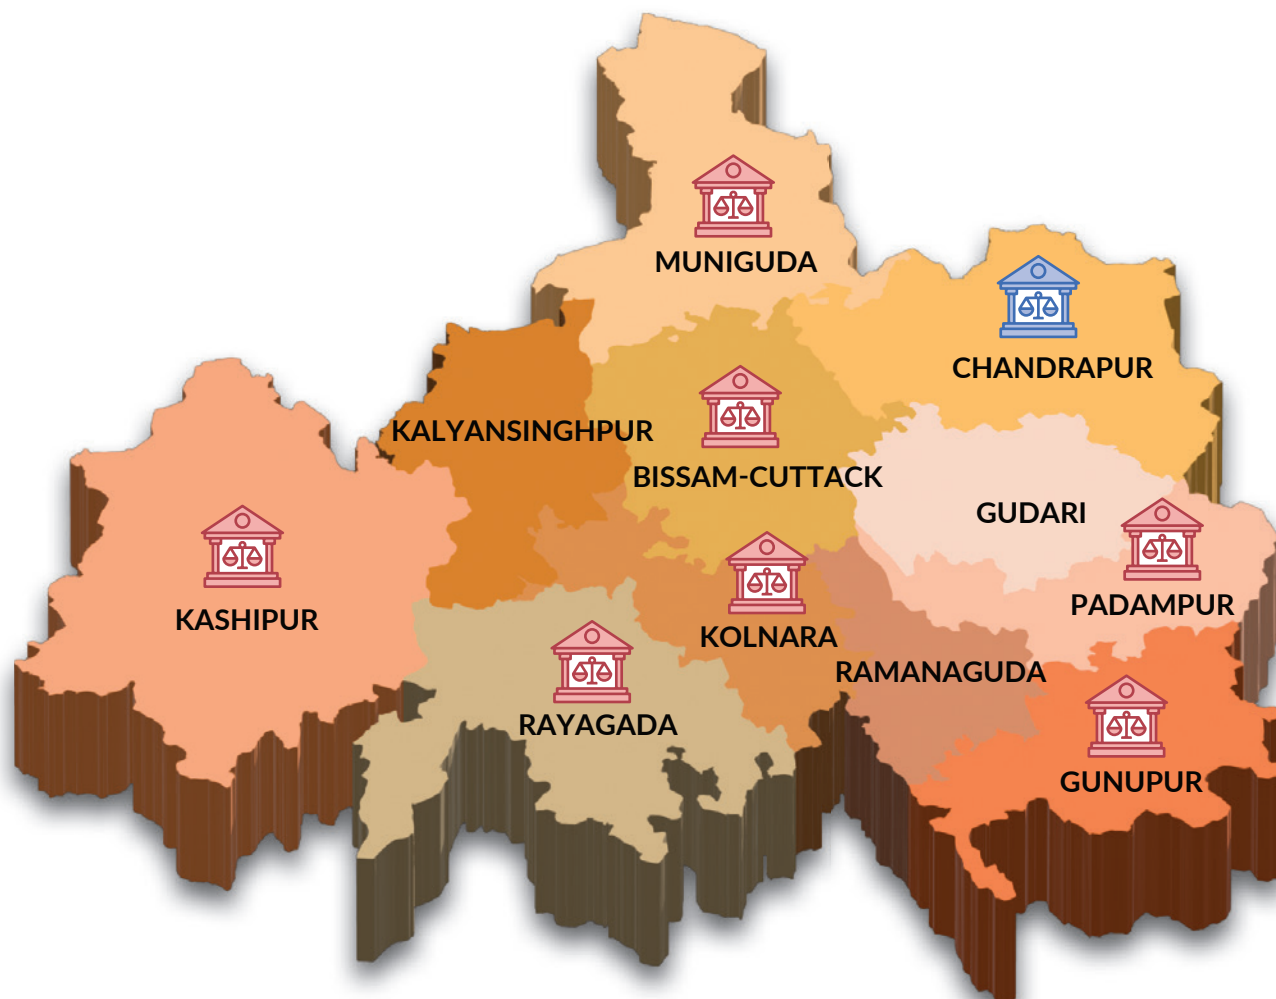 MUNIGUDA
CHANDRAPUR
KALYANSINGHPUR
BISSAM-CUTTACK
GUDARI
KASHIPUR
PADAMPUR
KOLNARA
RAMANAGUDA
RAYAGADA
GUNUPUR